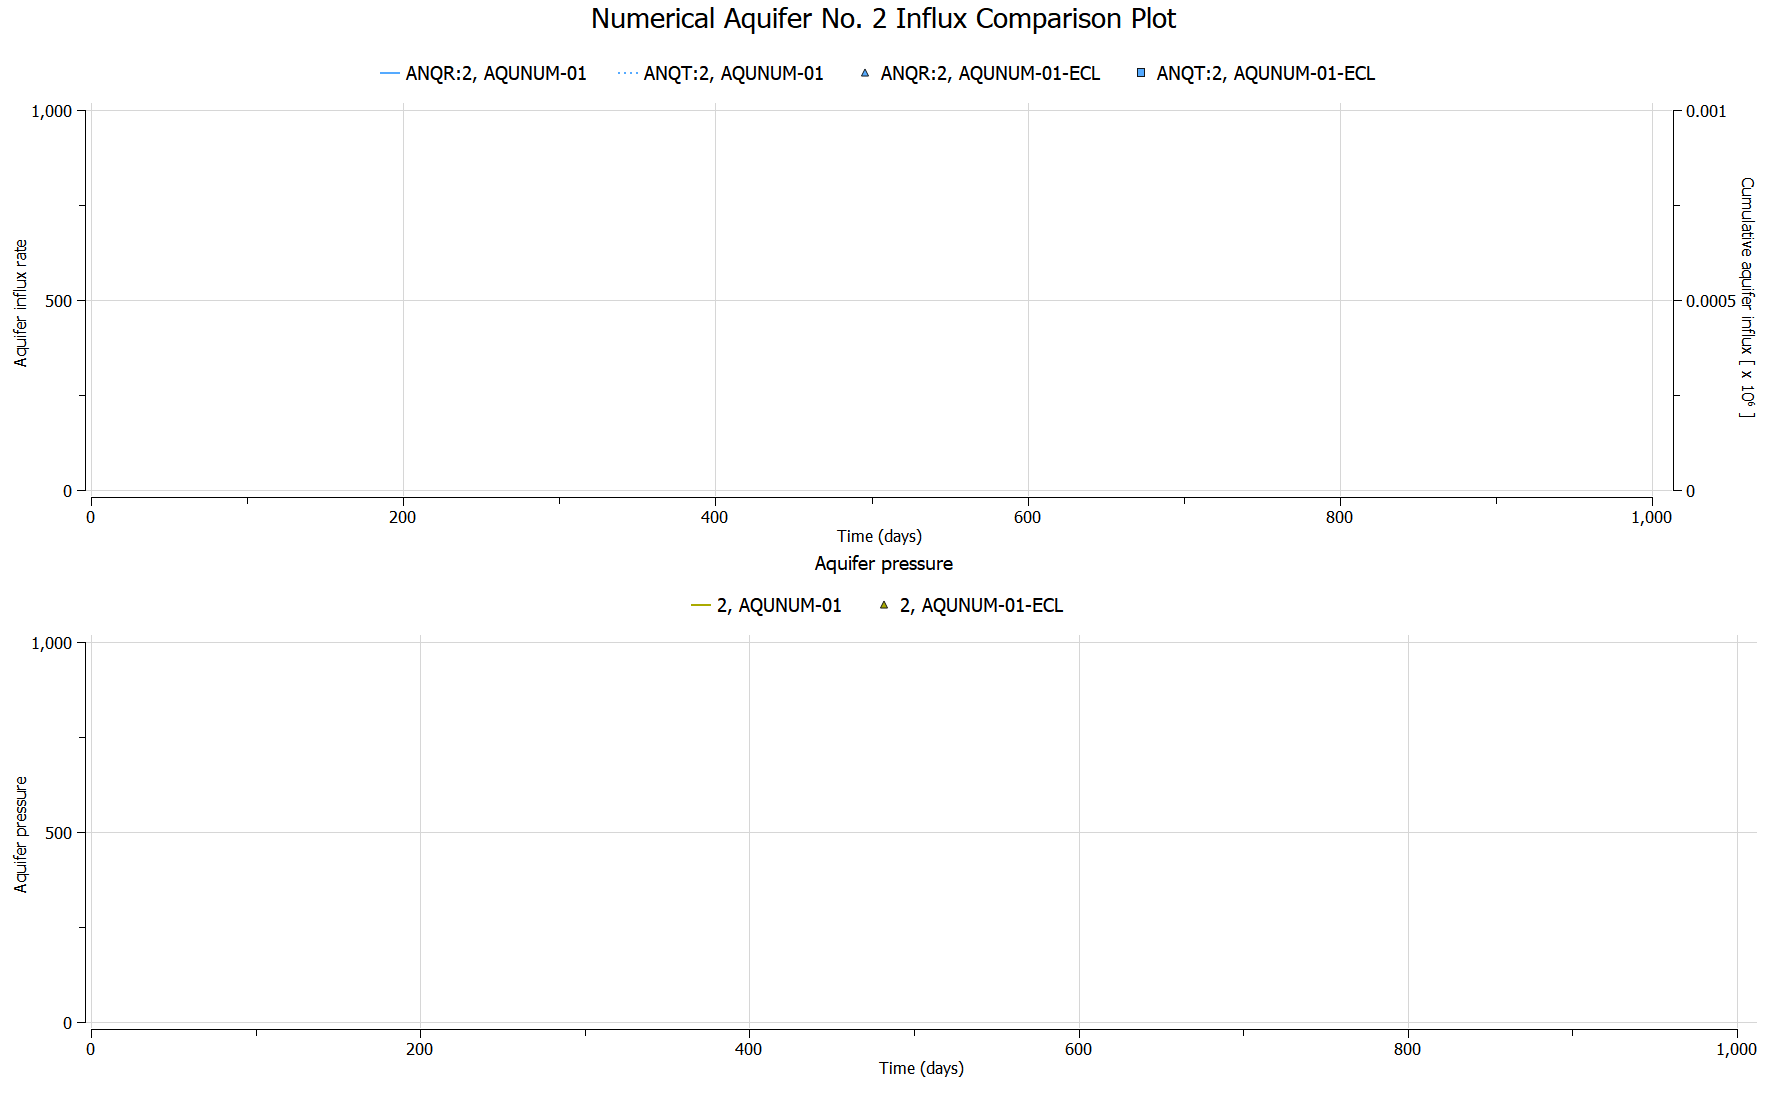 Numerical Aquifer No. 2 Influx Comparison Plot
ANQR:2, AQUNUM-01 ANQT:2, AQUNUM-01 ANQR:2, AQUNUM-01-ECL ANQT:2, AQUNUM-01-ECL
Aquifer influx rate
1,000
500
0
0.001
0.0005
0
Cumulative aquifer influx [ x 10⁶ ]
0 200 400 600 800 1,000
Time (days)
Aquifer pressure
2, AQUNUM-01 2, AQUNUM-01-ECL
Aquifer pressure
1,000
500
0
0 200 400 600 800 1,000
Time (days)